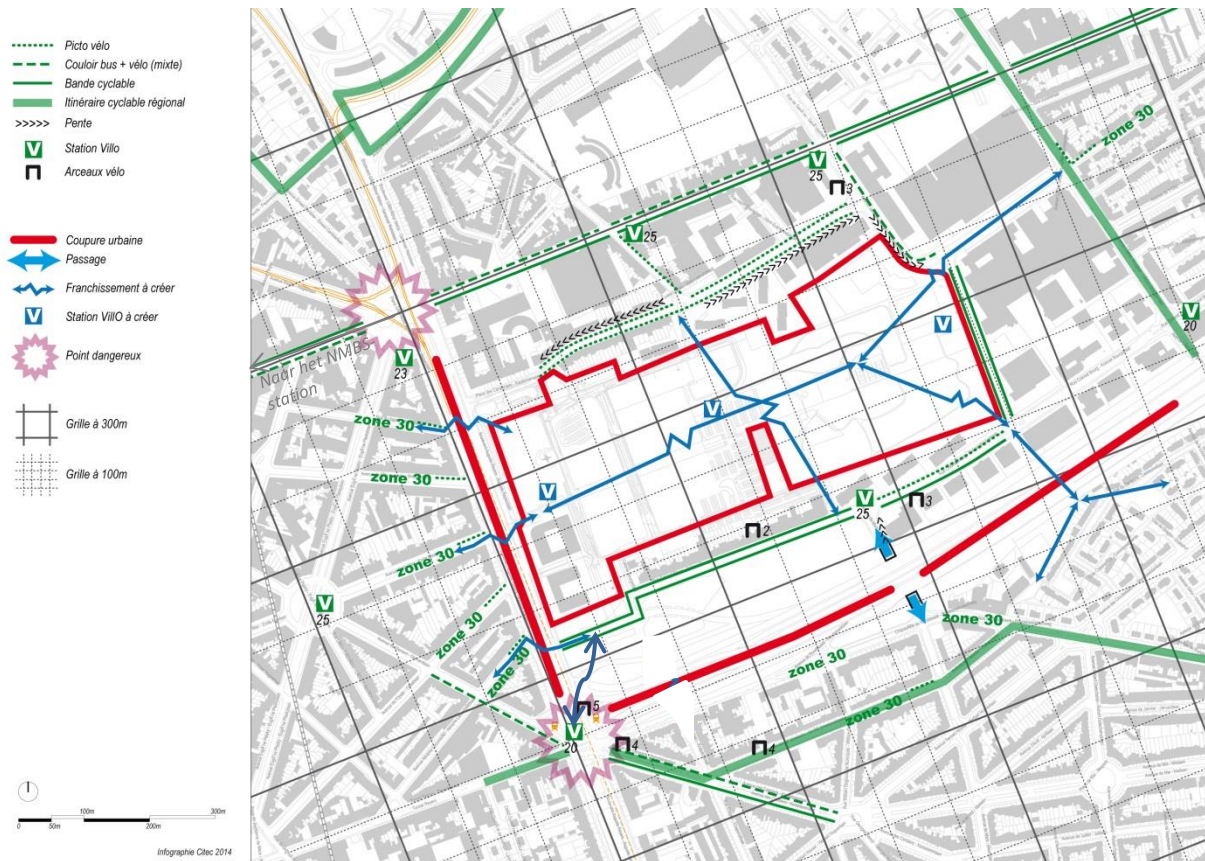 Picto vélo
Couloir bus + vélo (mixte)
Bande cyclable
Itinéraire cyclable régional
>>>>> Pente
V Station Villo
Arceaux vélo
Coupure urbaine
Passage
Franchissement à créer
V Station VillO à créer
Point dangereux
Grille à 300m
Grille à 100m
100m 300m
0 50m 200m
Infographie Citec 2014
zone 30
V
25
3
V 25
V
V
20
Naar het NMBS
station
V
23
zone 30
V
zone 30
V
25
3
2
V
zone 30
V
25
zone 30
zone 30
zone 30
zone 30
5
V
20
4
4